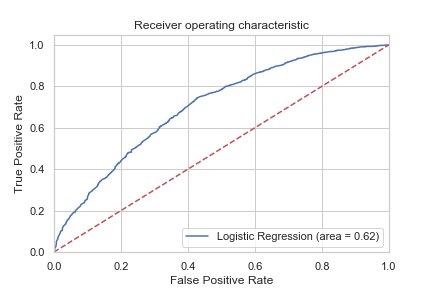 Receiver operating characteristic
1.0
0.8
0.6
0.4
0.2
0.0
True Positive Rate
Logistic Regression (area = 0.62)
0.0 0.2 0.4 0.6 0.8 1.0
False Positive Rate